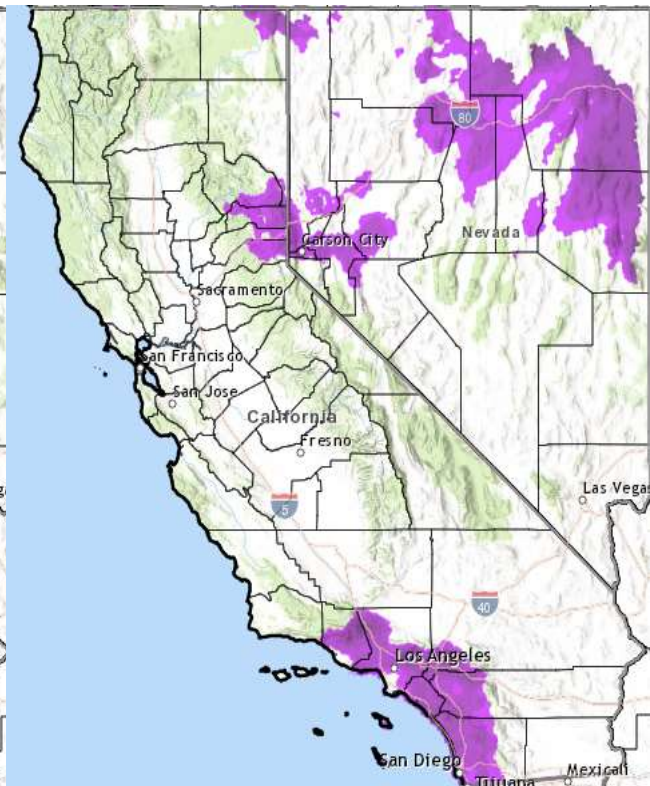 80
Nevada
Carson City
Sacramento
San Francisco
San Jose
California
Fresno
Las Vegas
5
40
Los Angeles
San Diego
Mexicali
Tijuana